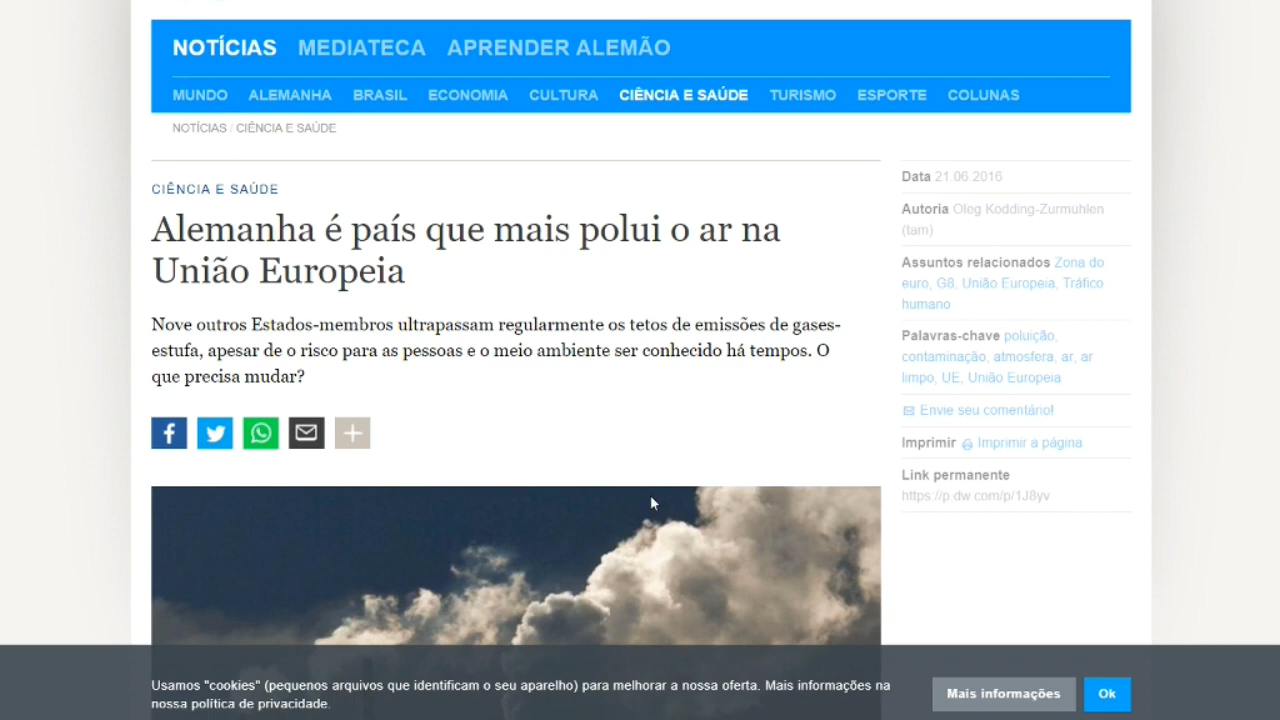 NOTÍCIAS MEDIATECA APRENDER ALEMÃO
MUNDO ALEMANHA BRASIL ECONOMIA CULTURA CIÊNCIA E SAÚDE TURISMO ESPORTE COLUNAS
NOTÍCIAS / CIÊNCIA E SAÚDE
CIÊNCIA E SAÚDE
Alemanha é país que mais polui o ar na
União Europeia
Nove outros Estados-membros ultrapassam regularmente os tetos de emissões de gases-
estufa, apesar de o risco para as pessoas e o meio ambiente ser conhecido há tempos. O
que precisa mudar?
Data 21.06.2016
Autoria Oleg Kodding-Zurmühlen
(tam)
Assuntos relacionados Zona do
euro, G8, União Europeia, Tráfico
humano
Palavras-chave poluição,
contaminação, atmosfera, ar, ar
limpo, UE, União Europeia
Envie seu comentário!
Imprimir Imprimir a página
Link permanente
https://p.dw.com/p/1J8yv
Usamos "cookies" (pequenos arquivos que identificam o seu aparelho) para melhorar a nossa oferta. Mais informações na
nossa política de privacidade.
Mais informações
Ok